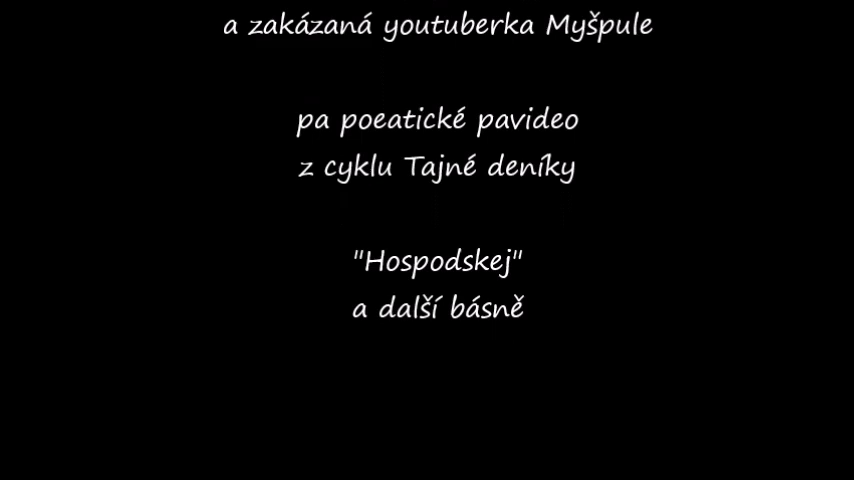 a zakázaná youtuberka Myšpule
pa poeatické pavideo
z cyklu Tajné deníky
"Hospodskej"
a další básně